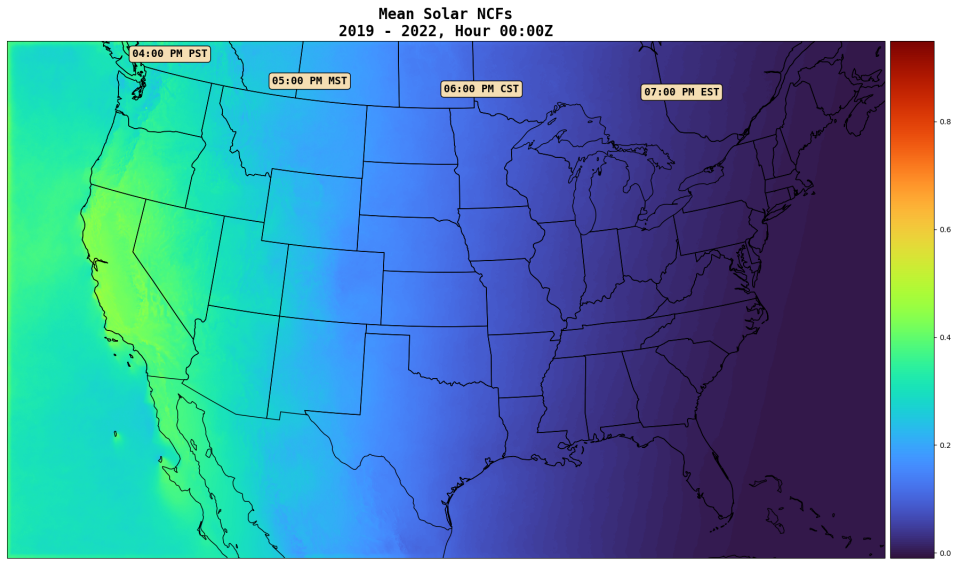 Mean Solar NCFs
2019 - 2022, Hour 00:00Z
04:00 PM PST
05:00 PM MST
06:00 PM CST
07:00 PM EST
0.8
0.6
0.4
0.2
0.0